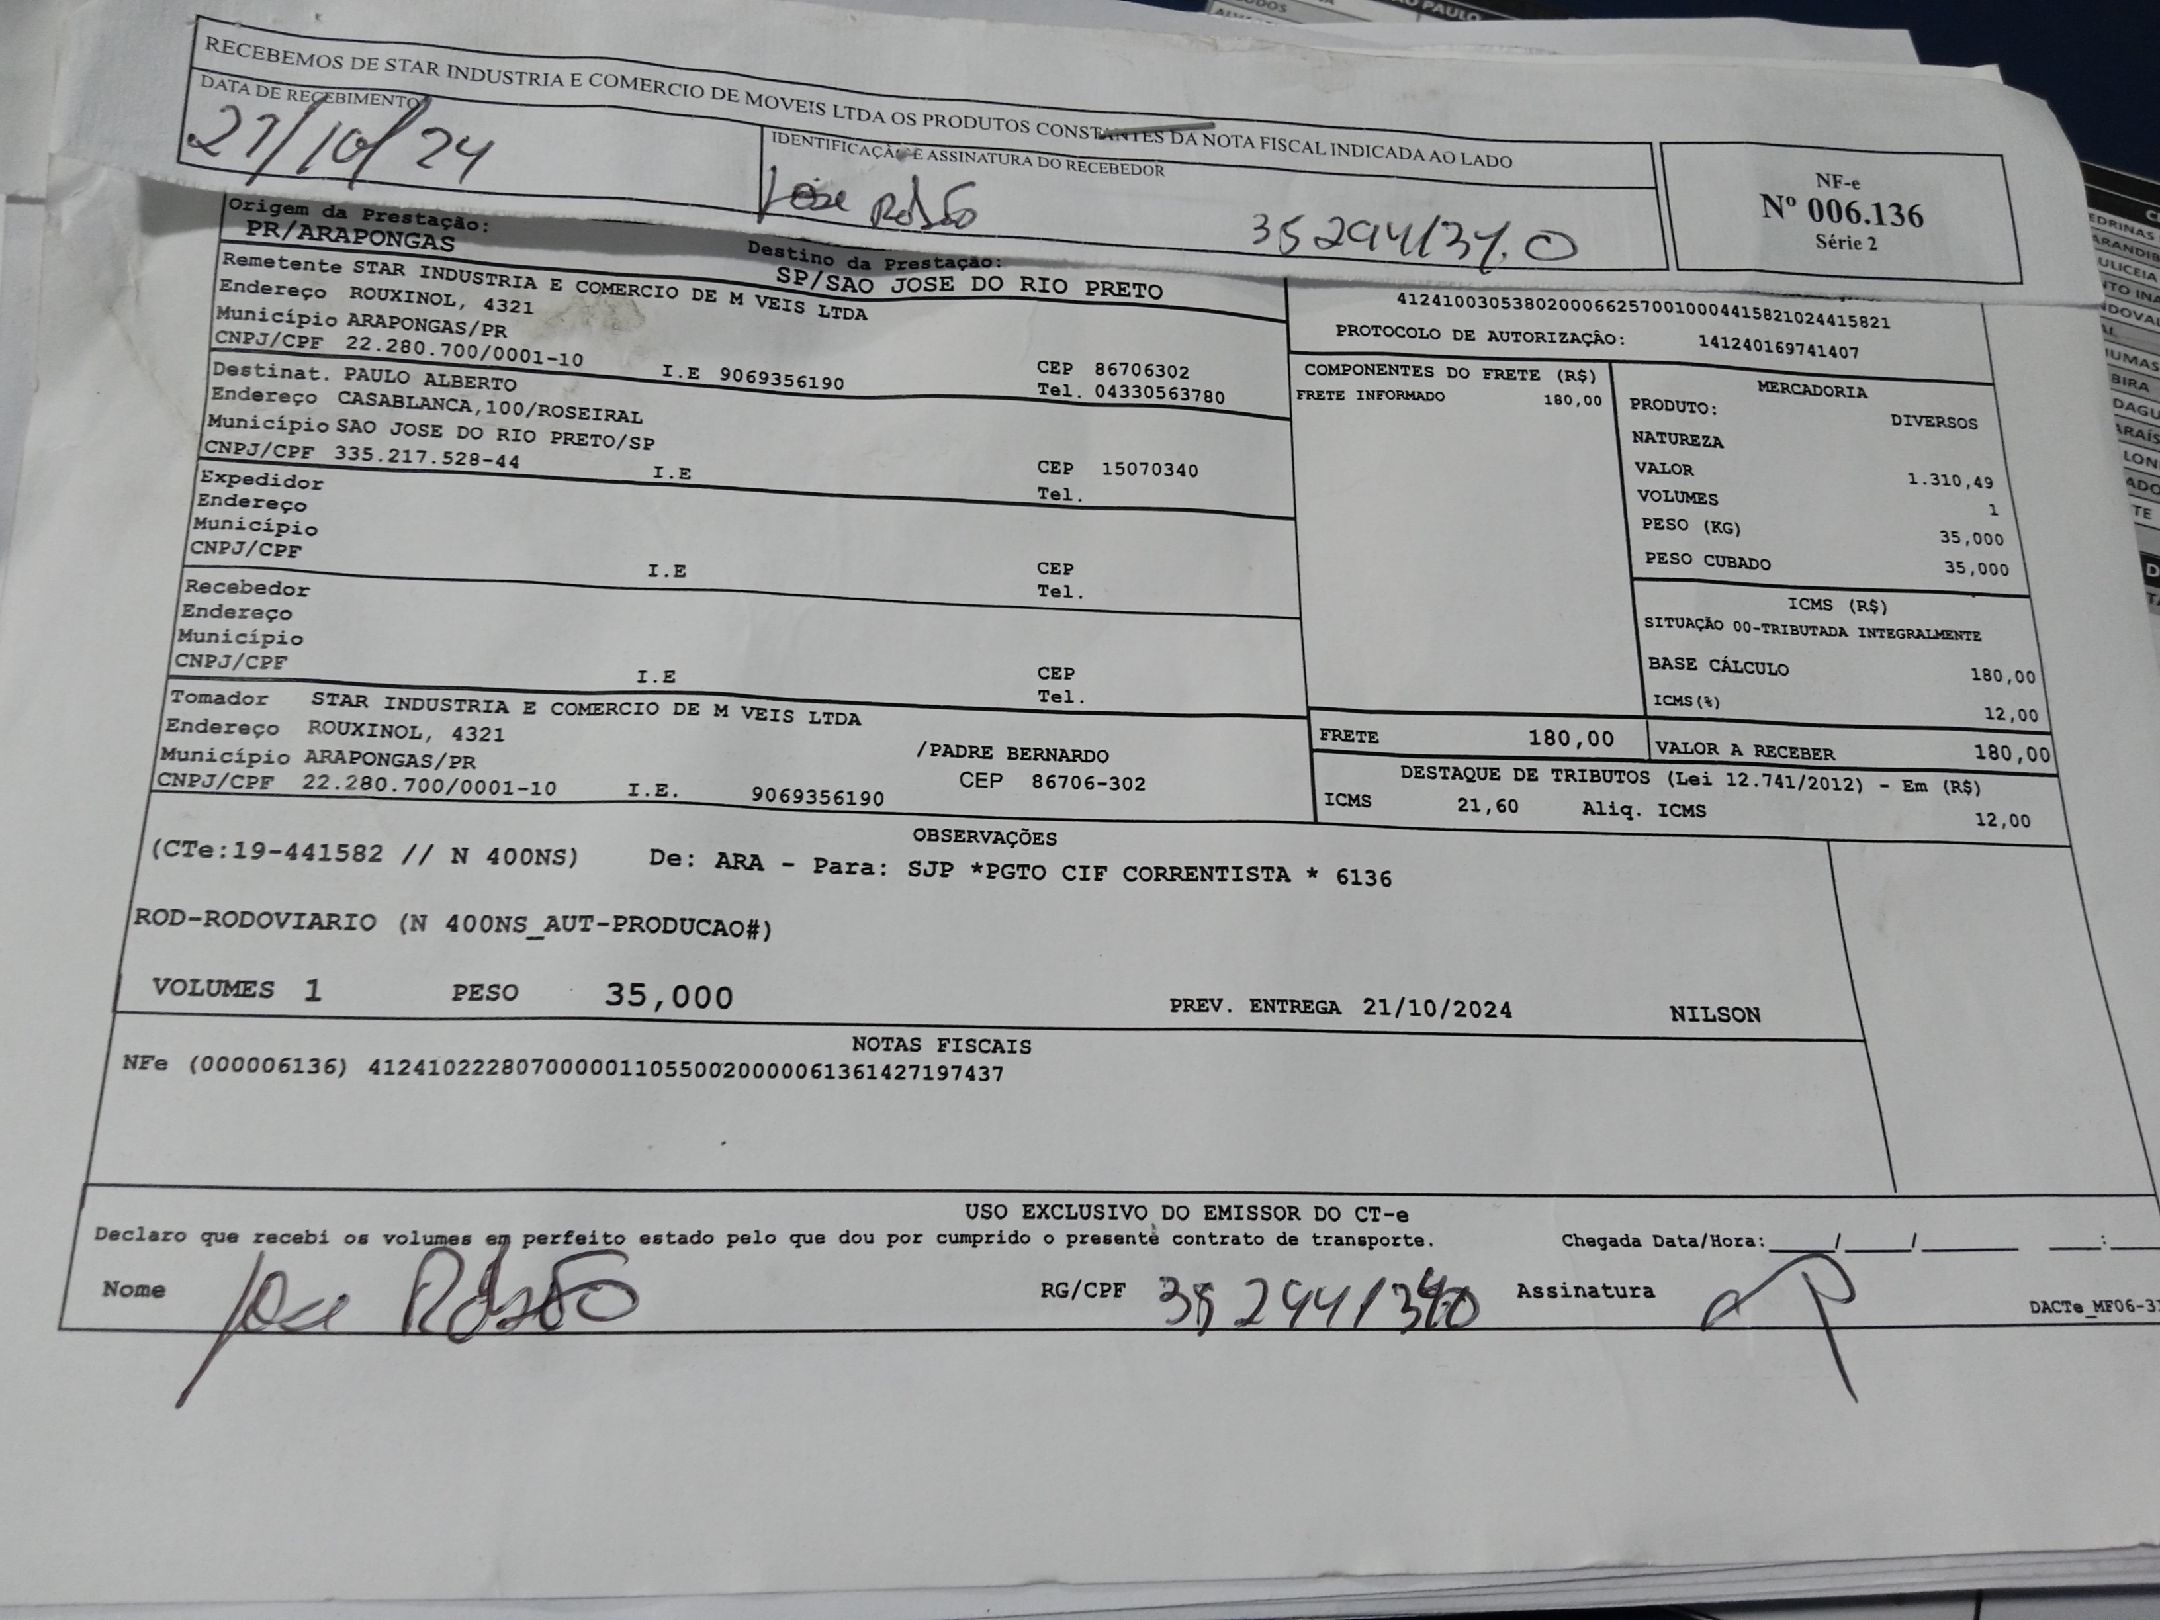 RECEBEMOS DE STAR INDUSTRIA E COMERCIO DE MOVEIS LTDA OS PRODUTOS CONSTANTES DA NOTA FISCAL INDICADA AO LADO
DATA DE RECEBIMENTO
IDENTIFICAÇÃO E ASSINATURA DO RECEBEDOR
/10/24
NF-e
Nº 006.136
Série 2
Origem da Prestação:
PR/ARAPONGAS
Destino da Prestação:
SP/SAO JOSE DO RIO PRETO
Remetente STAR INDUSTRIA E COMERCIO DE M VEIS LTDA
Endereço ROUXINOL, 4321
Município ARAPONGAS/PR CEP 86706302
CNPJ/CPF 22.280.700/0001-10 I.E 9069356190 Tel. 04330563780
Destinat. PAULO ALBERTO
Endereço CASABLANCA,100/ROSEIRAL
Município SAO JOSE DO RIO PRETO/SP CEP 15070340
CNPJ/CPF 335.217.528-44 I.E Tel.
Expedidor
Endereço
Município CEP
CNPJ/CPF I.E Tel.
Recebedor
Endereço
Município CEP
CNPJ/CPF I.E Tel.
Tomador STAR INDUSTRIA E COMERCIO DE M VEIS LTDA
Endereço ROUXINOL, 4321 /PADRE BERNARDO
Município ARAPONGAS/PR CEP 86706-302
CNPJ/CPF 22.280.700/0001-10 I.E. 9069356190
41241003053802000662570010004415821024415821
PROTOCOLO DE AUTORIZAÇÃO: 141240169741407
COMPONENTES DO FRETE (R$)
FRETE INFORMADO 180,00
MERCADORIA
PRODUTO: DIVERSOS
NATUREZA
VALOR 1.310,49
VOLUMES 1
PESO (KG) 35,000
PESO CUBADO 35,000
ICMS (R$)
SITUAÇÃO 00-TRIBUTADA INTEGRALMENTE
BASE CÁLCULO 180,00
ICMS(%) 12,00
FRETE 180,00 VALOR A RECEBER 180,00
DESTAQUE DE TRIBUTOS (Lei 12.741/2012) - Em (R$)
ICMS 21,60 Aliq. ICMS 12,00
OBSERVAÇÕES
(CTe:19-441582 // N 400NS) De: ARA - Para: SJP *PGTO CIF CORRENTISTA * 6136
ROD-RODOVIARIO (N 400NS_AUT-PRODUCAO#)
VOLUMES 1 PESO 35,000 PREV. ENTREGA 21/10/2024 NILSON
NOTAS FISCAIS
NFe (000006136) 41241022280700000110550020000061361427197437
USO EXCLUSIVO DO EMISSOR DO CT-e
Declaro que recebi os volumes em perfeito estado pelo que dou por cumprido o presente contrato de transporte. Chegada Data/Hora:____/____/______ ___:
Nome RG/CPF Assinatura